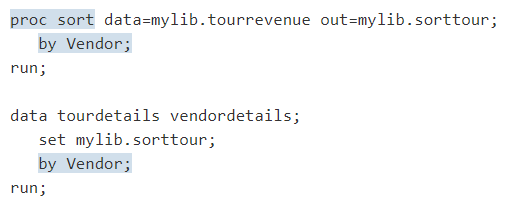 proc sort data=mylib.tourrevenue out=mylib.sorttour;
   by Vendor;
run;

data tourdetails vendordetails;
   set mylib.sorttour;
   by Vendor;
run;